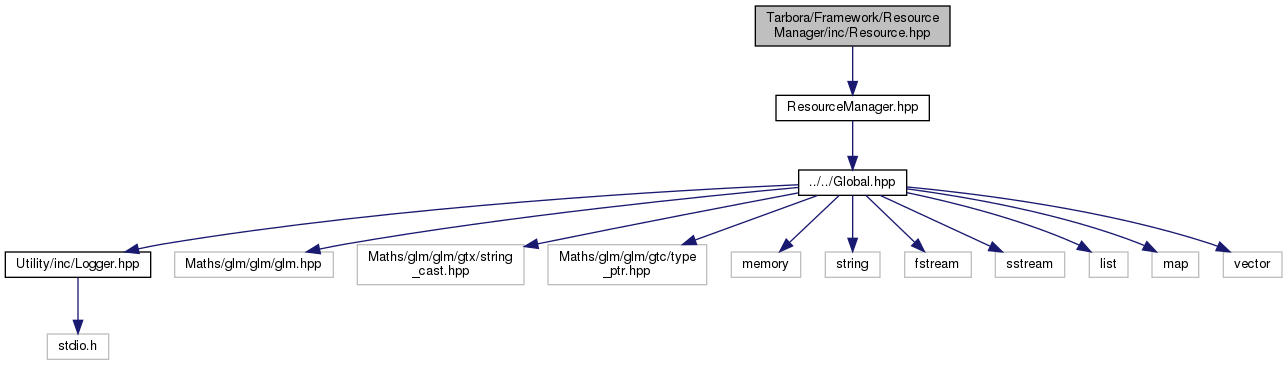 Tarbora/Framework/Resource
Manager/inc/Resource.hpp
ResourceManager.hpp
../../Global.hpp
Utility/inc/Logger.hpp
Maths/glm/glm/glm.hpp
Maths/glm/glm/gtx/string
_cast.hpp
Maths/glm/glm/gtc/type
_ptr.hpp
memory
string
fstream
sstream
list
map
vector
stdio.h